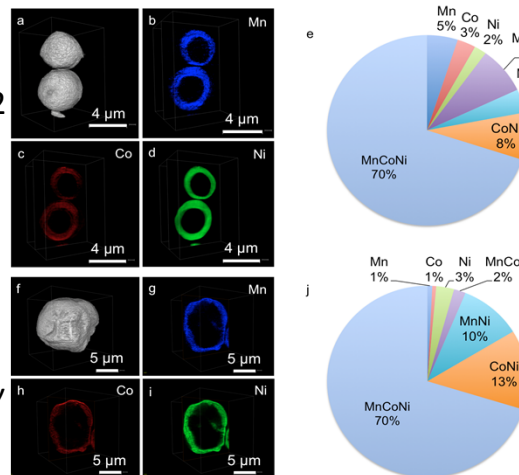 a
b
Mn
4 µm
4 µm
2
c
Co
d
Ni
4 µm
4 µm
e
Mn
5%
Co
3%
Ni
2%
CoNi
8%
MnCoNi
70%
f
g
Mn
5 µm
5 µm
h
Co
i
Ni
5 µm
5 µm
j
Mn
1%
Co
1%
Ni
3%
MnCo
2%
MnNi
10%
CoNi
13%
MnCoNi
70%